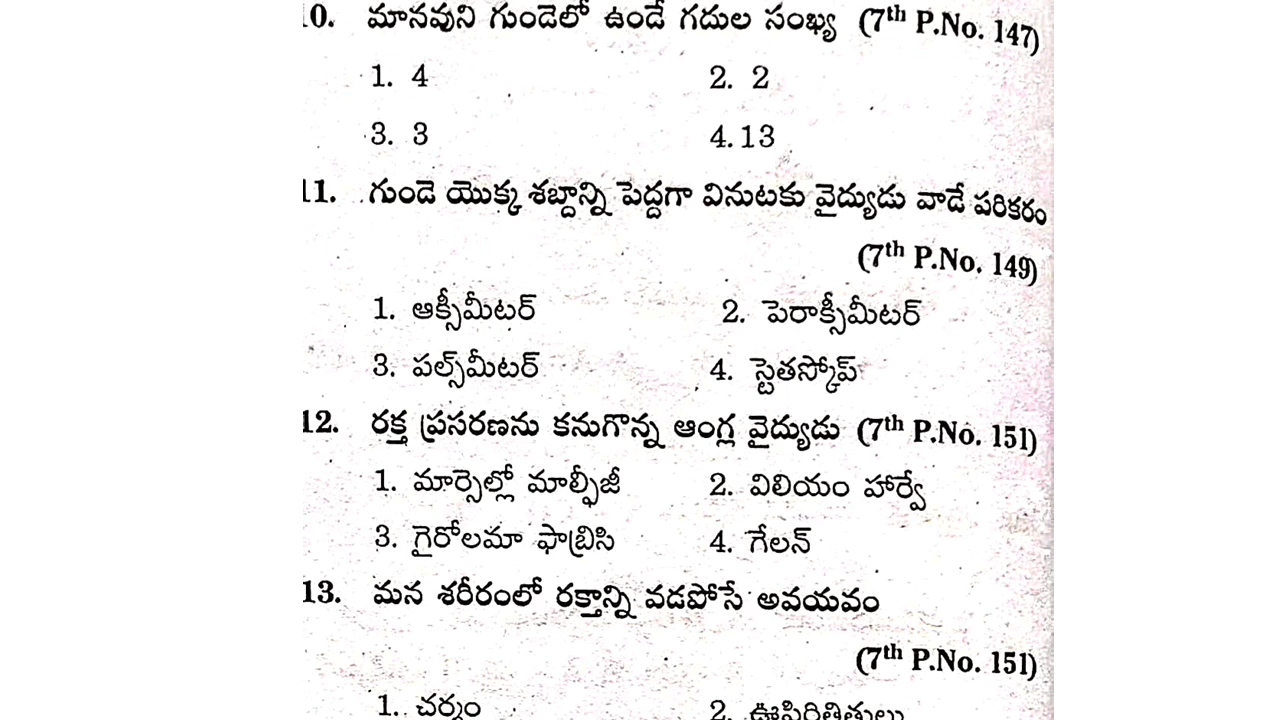 10. మానవుని గుండెలో ఉండే గదుల సంఖ్య (7th P.No. 147)
1. 4 2. 2
3. 3 4. 13
11. గుండె యొక్క శబ్దాన్ని పెద్దగా వినుటకు వైద్యుడు వాడే పరికరం
(7th P.No. 149)
1. ఆక్సీమీటర్ 2. పెరాక్సీమీటర్
3. పల్స్‌మీటర్ 4. స్టెతస్కోప్
12. రక్త ప్రసరణను కనుగొన్న ఆంగ్ల వైద్యుడు (7th P.No. 151)
1. మార్సెల్లో మాల్ఫీజీ 2. విలియం హార్వే
3. గైరోలమా ఫాబ్రిసి 4. గేలన్
13. మన శరీరంలో రక్తాన్ని వడపోసే అవయవం
(7th P.No. 151)
1. చర్మం 2. ఊపిరితిత్తులు